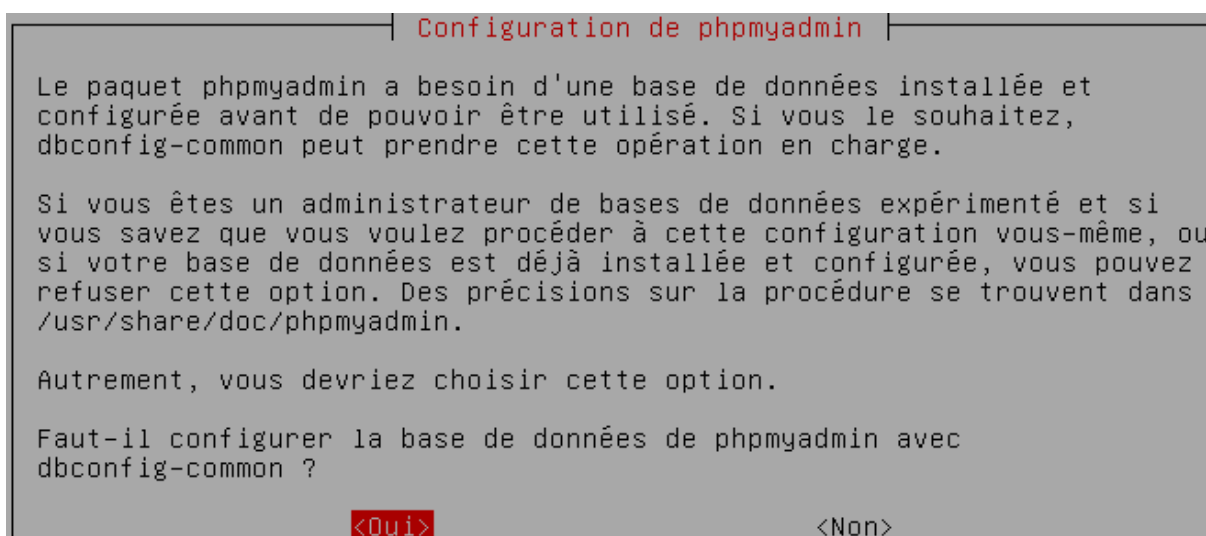 Configuration de phpmyadmin
Le paquet phpmyadmin a besoin d'une base de données installée et
configurée avant de pouvoir être utilisé. Si vous le souhaitez,
dbconfig-common peut prendre cette opération en charge.
Si vous êtes un administrateur de bases de données expérimenté et si
vous savez que vous voulez procéder à cette configuration vous-même, ou
si votre base de données est déjà installée et configurée, vous pouvez
refuser cette option. Des précisions sur la procédure se trouvent dans
/usr/share/doc/phpmyadmin.
Autrement, vous devriez choisir cette option.
Faut-il configurer la base de données de phpmyadmin avec
dbconfig-common ?
<Oui> <Non>